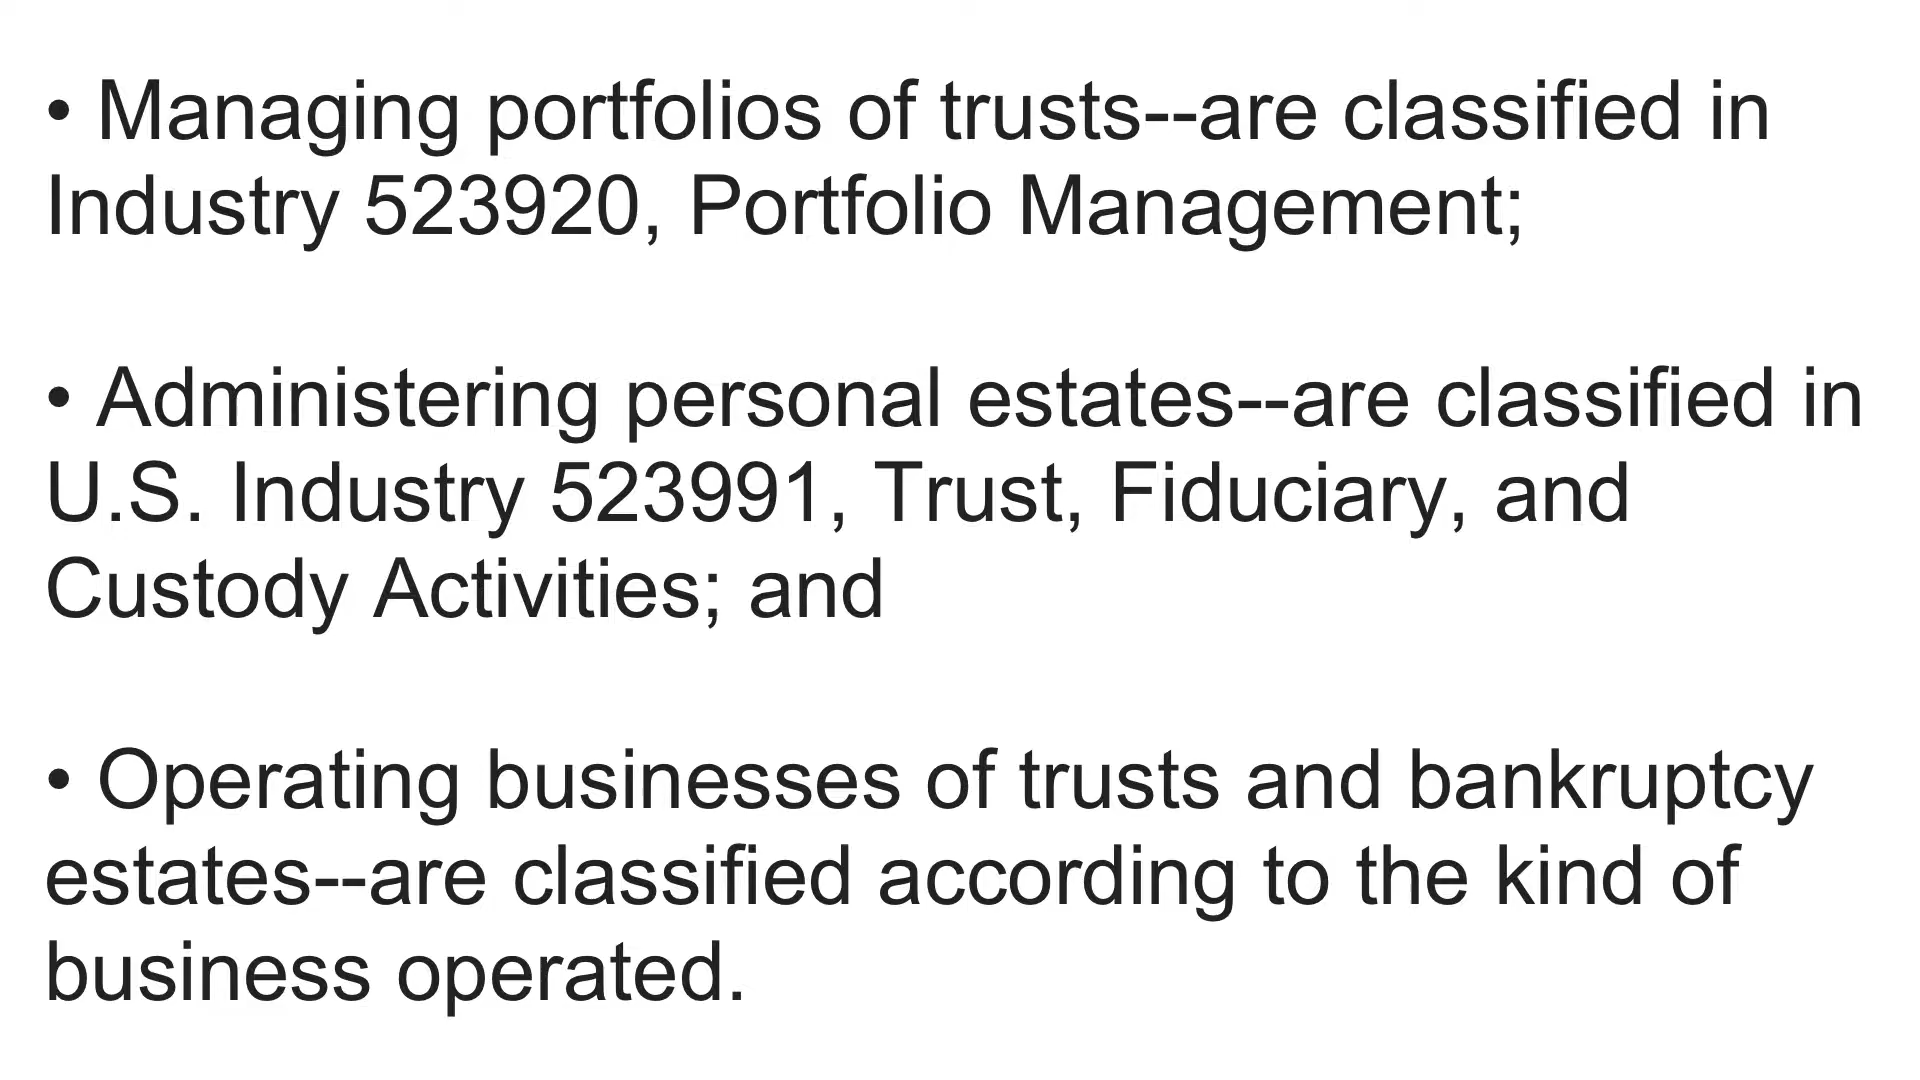 • Managing portfolios of trusts--are classified in
Industry 523920, Portfolio Management;
• Administering personal estates--are classified in
U.S. Industry 523991, Trust, Fiduciary, and
Custody Activities; and
• Operating businesses of trusts and bankruptcy
estates--are classified according to the kind of
business operated.